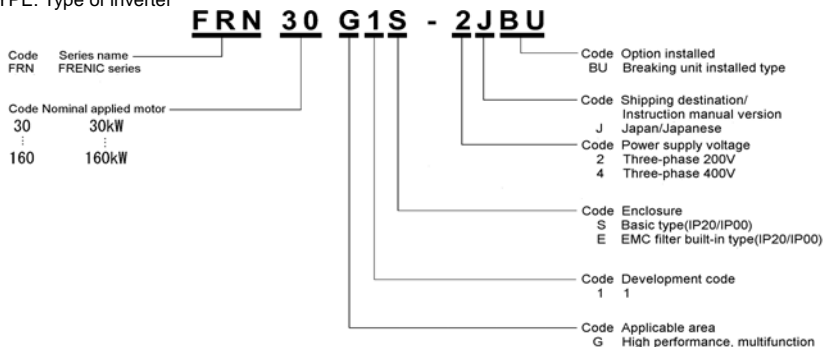 TPE: Type of inverter
FRN 30 G1S - 2JBU
Code Series name
FRN FRENIC series
Code Nominal applied motor
30 30kW
⋮ ⋮
160 160kW
Code Option installed
BU Breaking unit installed type
Code Shipping destination/
Instruction manual version
J Japan/Japanese
Code Power supply voltage
2 Three-phase 200V
4 Three-phase 400V
Code Enclosure
S Basic type(IP20/IP00)
E EMC filter built-in type(IP20/IP00)
Code Development code
1 1
Code Applicable area
G High performance, multifunction